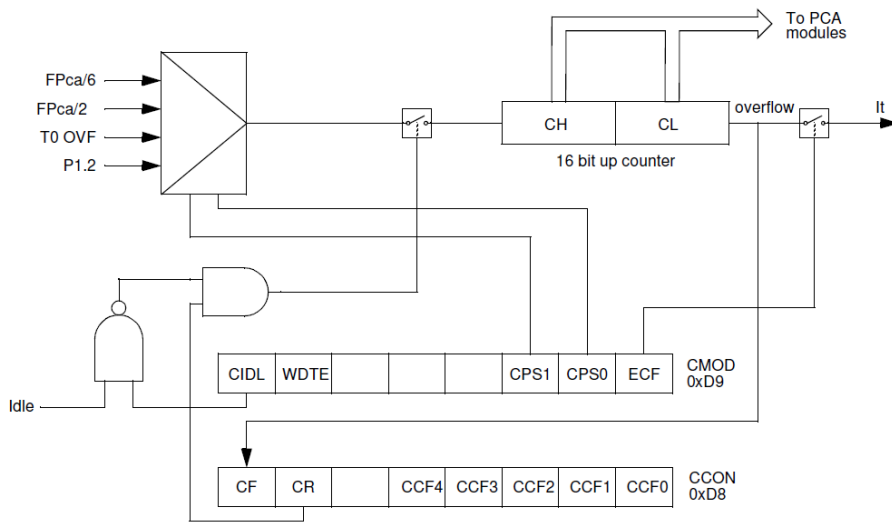 To PCA
modules
FPca/6
FPca/2
T0 OVF
P1.2
CH CL
overflow
It
16 bit up counter
CIDL WDTE CPS1 CPS0 ECF
CMOD
0xD9
Idle
CF CR CCF4 CCF3 CCF2 CCF1 CCF0
CCON
0xD8